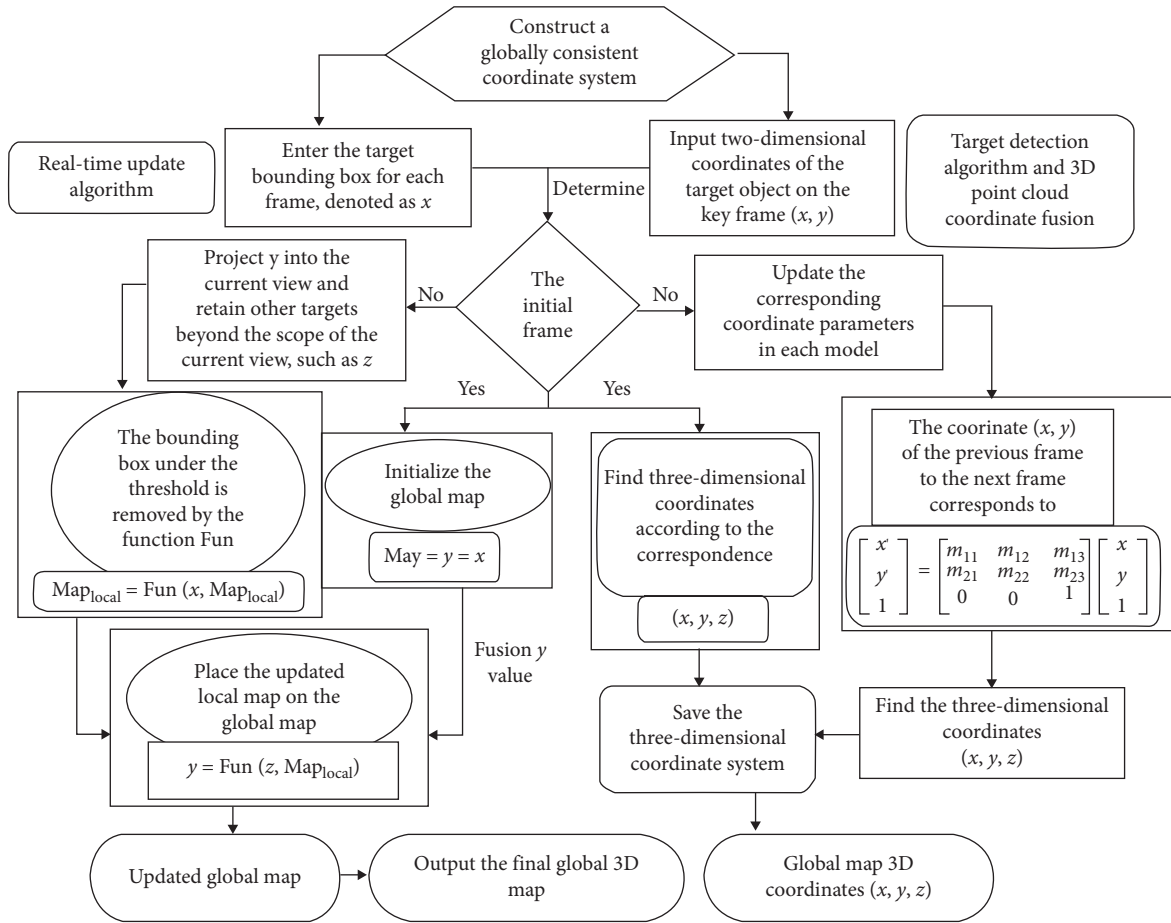 Construct a
globally consistent
coordinate system
Real-time update
algorithm
Enter the target
bounding box for each
frame, denoted as x
Determine
Input two-dimensional
coordinates of the
target object on the
key frame (x, y)
Target detection
algorithm and 3D
point cloud
coordinate fusion
Project y into the
current view and
retain other targets
beyond the scope of the
current view, such as z
No
The
initial
frame
No
Update the
corresponding
coordinate parameters
in each model
Yes
Yes
The bounding
box under the
threshold is
removed by the
function Fun
Map_local = Fun (x, Map_local)
Initialize the
global map
May = y = x
Find three-dimensional
coordinates
according to the
correspondence
(x, y, z)
The coorinate (x, y)
of the previous frame
to the next frame
corresponds to
[x'] [m11 m12 m13] [x]
[y'] = [m21 m22 m23] [y]
[1] [0 0 1] [1]
Place the updated
local map on the
global map
y = Fun (z, Map_local)
Fusion y
value
Save the
three-dimensional
coordinate system
Find the three-dimensional
coordinates
(x, y, z)
Updated global map
Output the final global 3D
map
Global map 3D
coordinates (x, y, z)